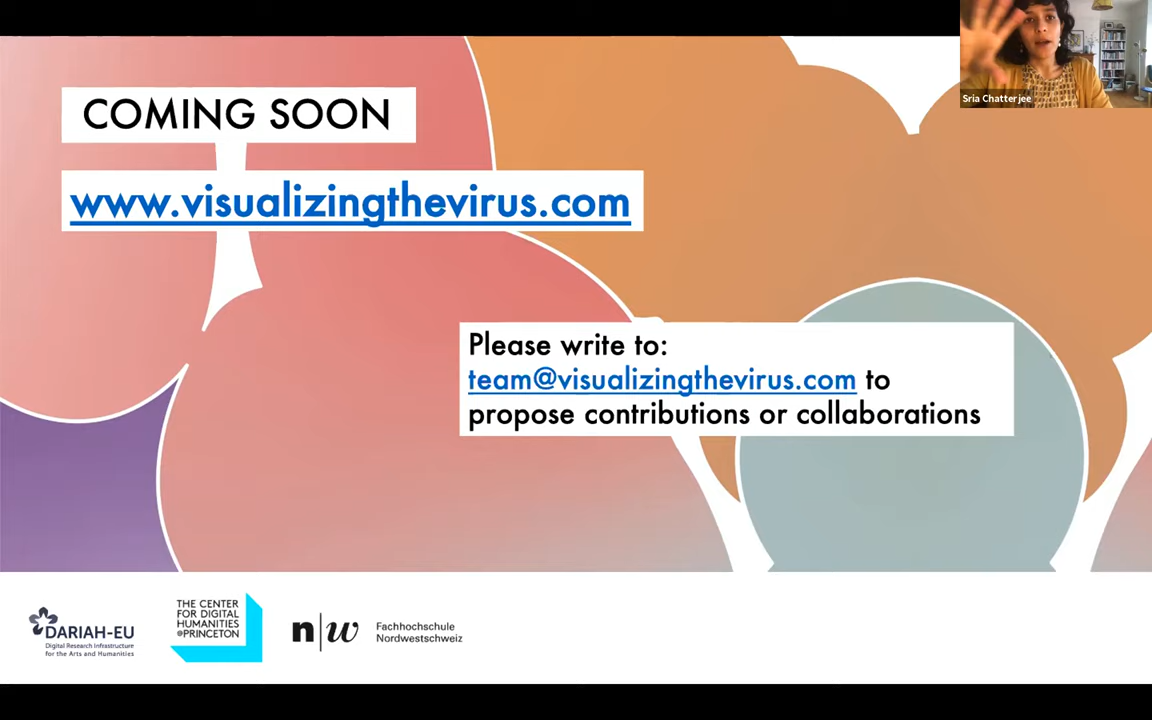 COMING SOON
www.visualizingthevirus.com
Please write to:
team@visualizingthevirus.com to
propose contributions or collaborations
Sria Chatterjee
DARIAH-EU
Digital Research Infrastructure
for the Arts and Humanities
THE CENTER
FOR DIGITAL
HUMANITIES
@PRINCETON
n|w
Fachhochschule
Nordwestschweiz